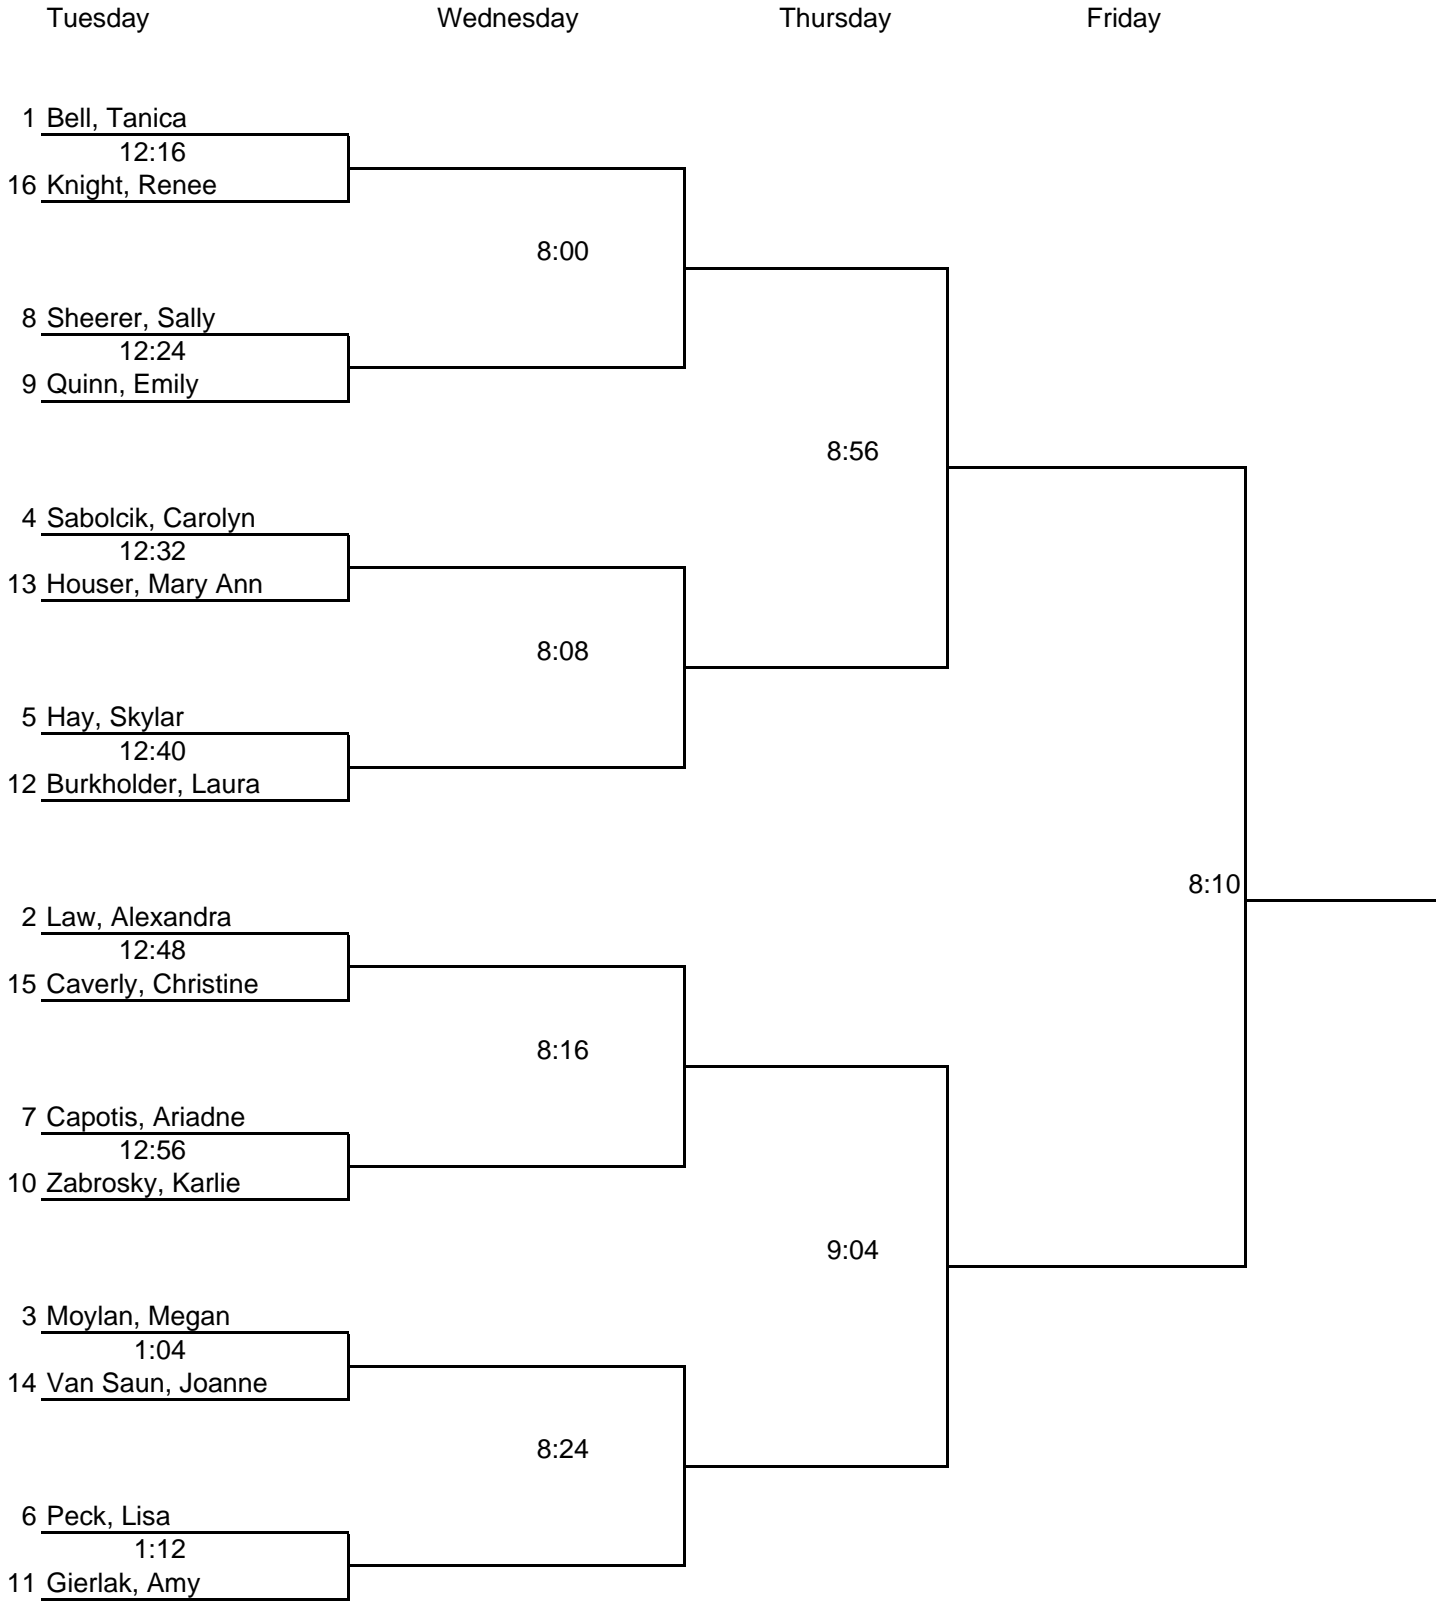 Tuesday Wednesday Thursday Friday
1 Bell, Tanica
12:16
16 Knight, Renee
8:00
8 Sheerer, Sally
12:24
9 Quinn, Emily
8:56
4 Sabolcik, Carolyn
12:32
13 Houser, Mary Ann
8:08
5 Hay, Skylar
12:40
12 Burkholder, Laura
8:10
2 Law, Alexandra
12:48
15 Caverly, Christine
8:16
7 Capotis, Ariadne
12:56
10 Zabrosky, Karlie
9:04
3 Moylan, Megan
1:04
14 Van Saun, Joanne
8:24
6 Peck, Lisa
1:12
11 Gierlak, Amy